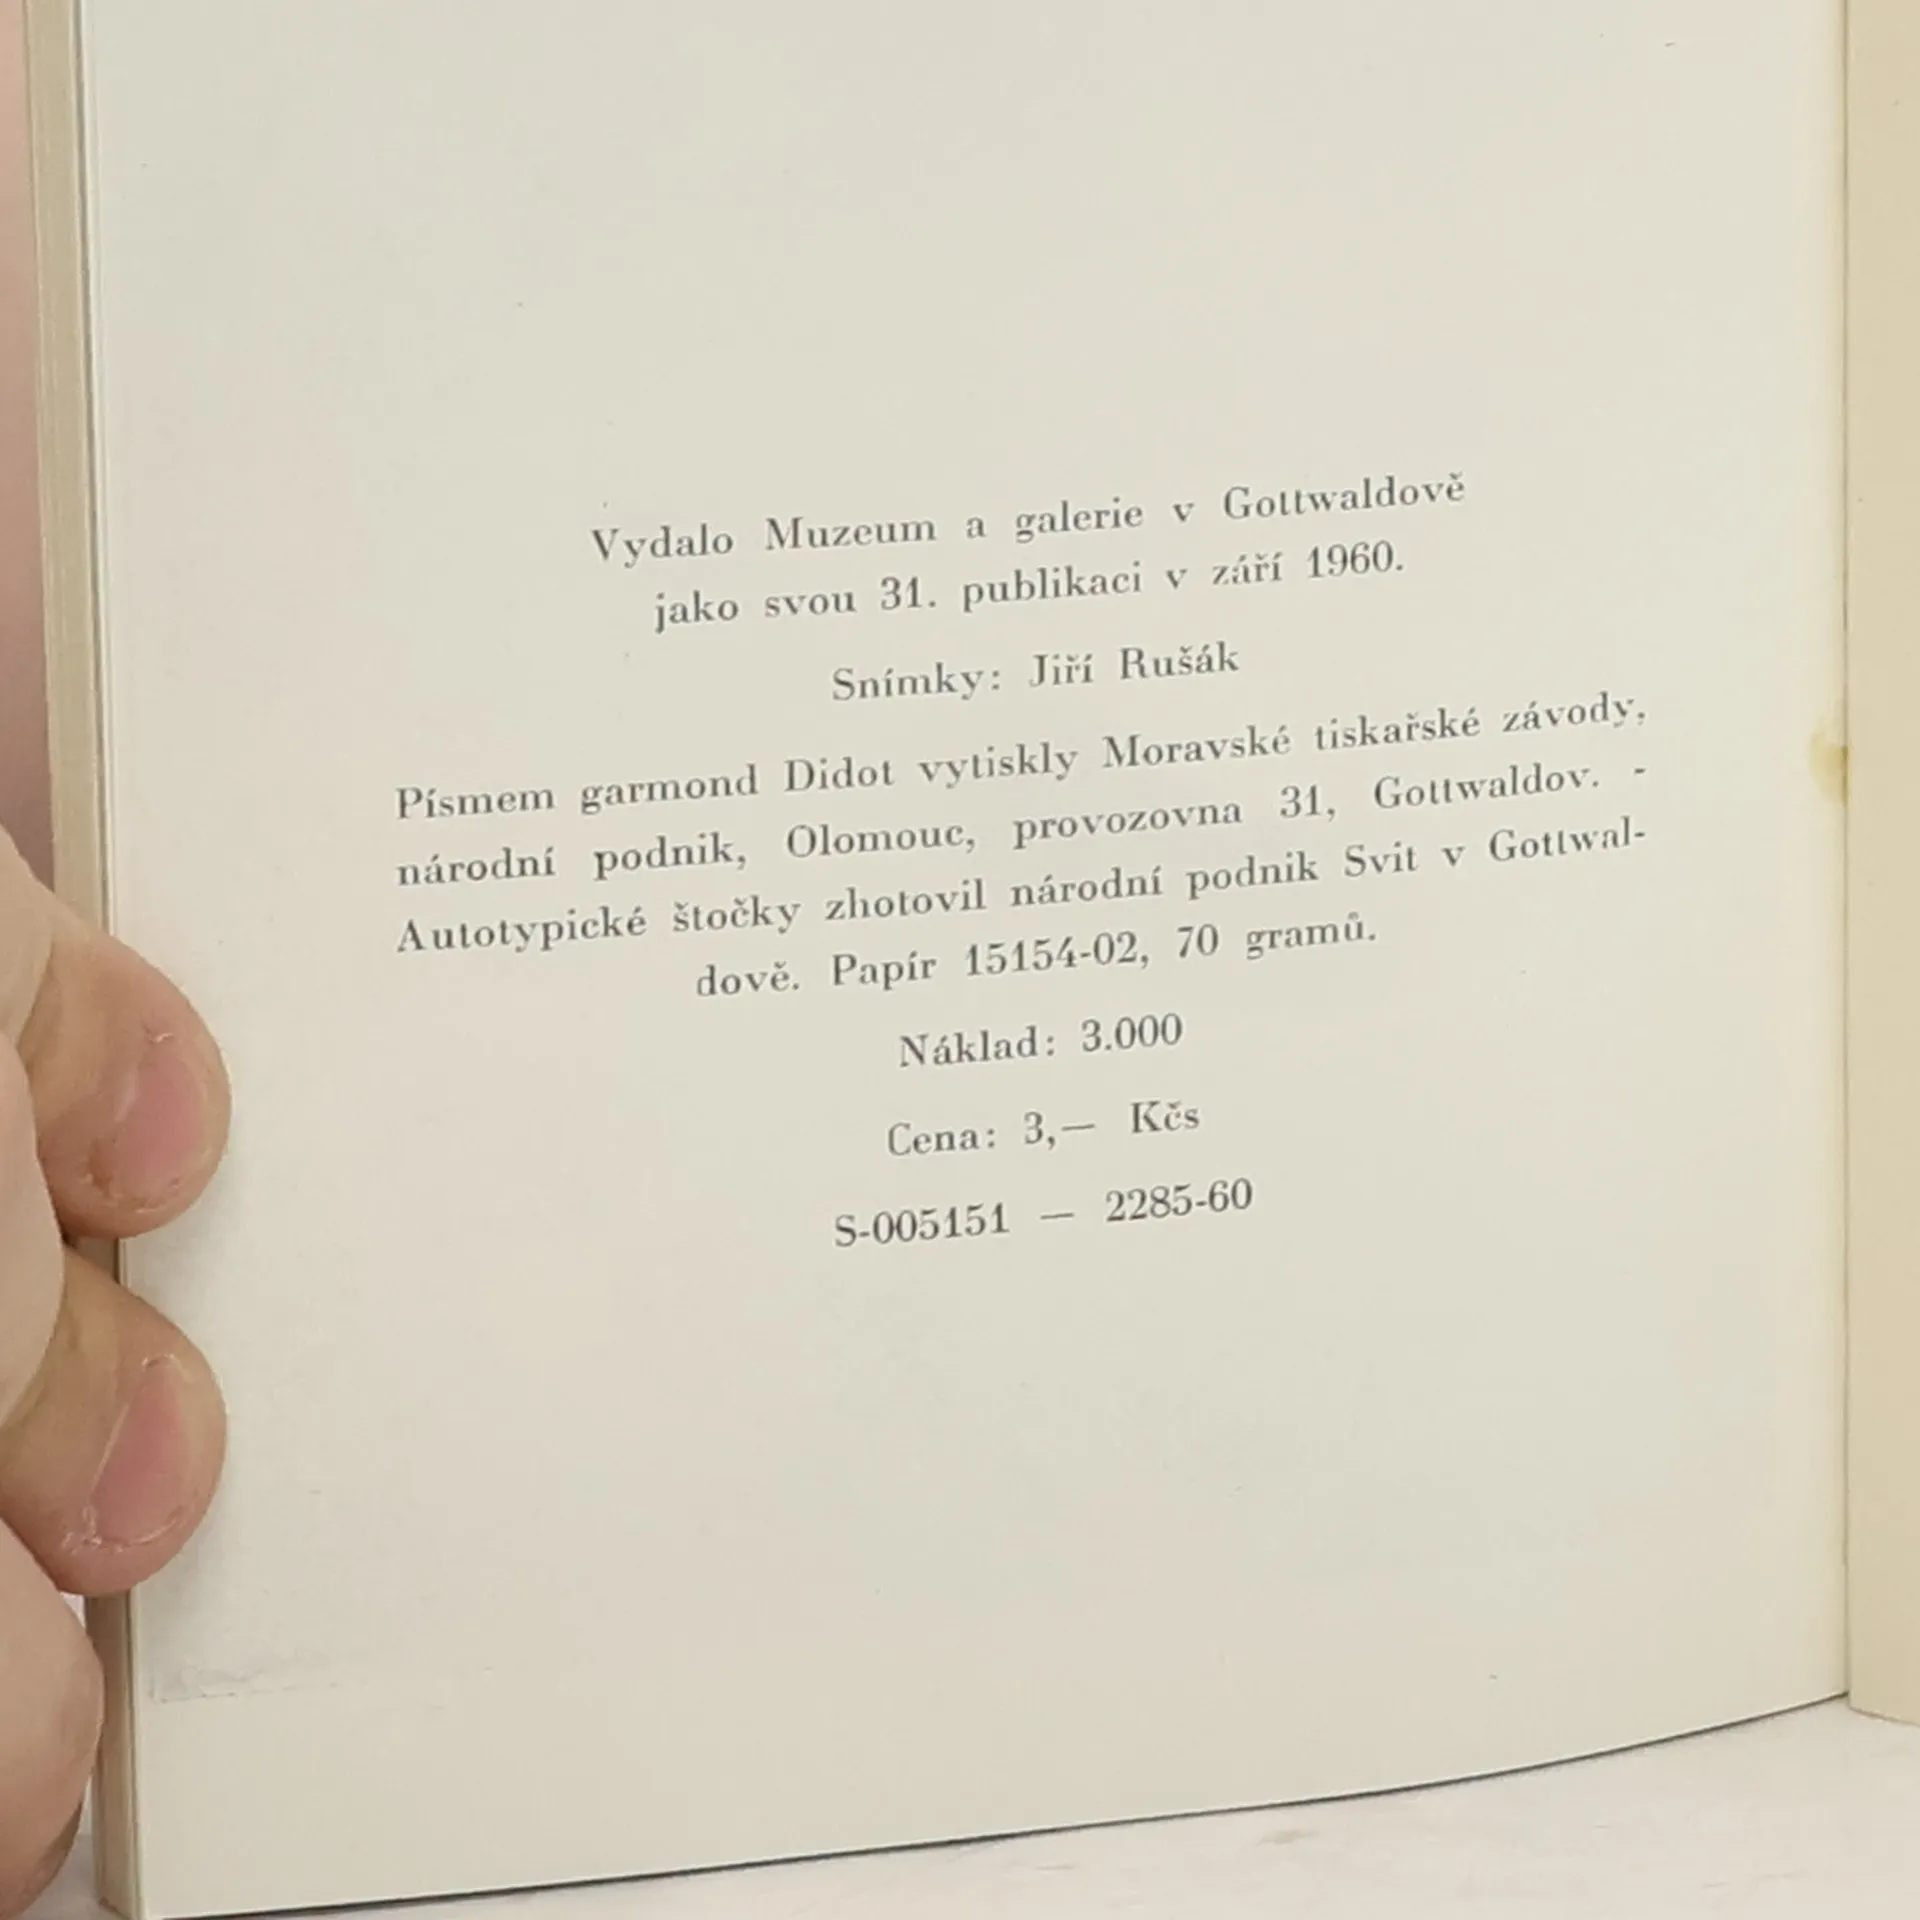 Vydalo Muzeum a galerie v Gottwaldově
jako svou 31. publikaci v září 1960.
Snímky: Jiří Rušák
Písmem garmond Didot vytiskly Moravské tiskařské závody,
národní podnik, Olomouc, provozovna 31, Gottwaldov. -
Autotypické štočky zhotovil národní podnik Svit v Gottwal-
dově. Papír 15154-02, 70 gramů.
Náklad: 3.000
Cena: 3,— Kčs
S-005151 — 2285-60